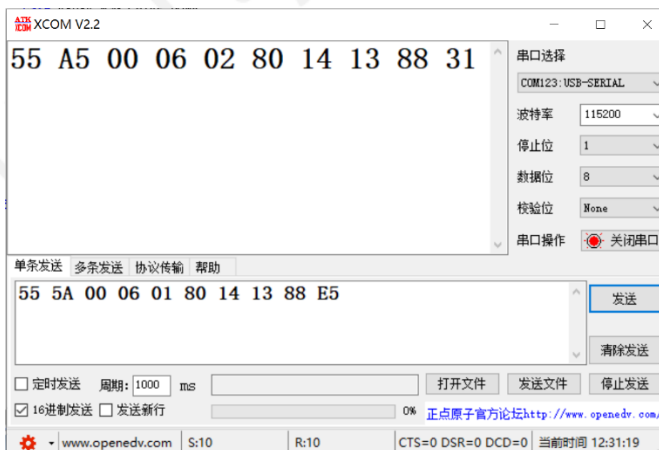 ATK XCOM XCOM V2.2
55 A5 00 06 02 80 14 13 88 31
串口选择
COM123:USB-SERIAL
波特率 115200
停止位 1
数据位 8
校验位 None
串口操作 关闭串口
单条发送 多条发送 协议传输 帮助
55 5A 00 06 01 80 14 13 88 E5
发送
清除发送
定时发送 周期: 1000 ms 打开文件 发送文件 停止发送
16进制发送 发送新行 0% 正点原子官方论坛http://www.openedv.com/
www.openedv.com S:10 R:10 CTS=0 DSR=0 DCD=0 当前时间 12:31:19